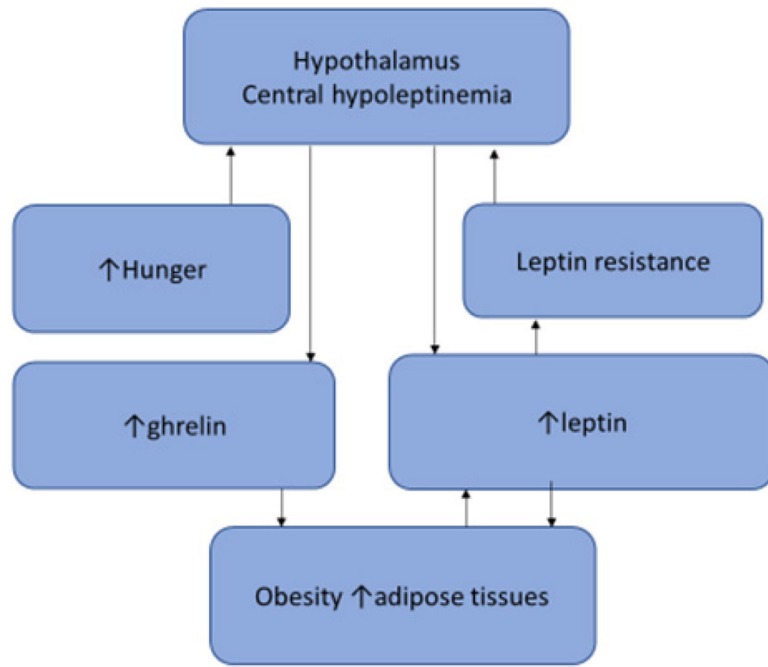 Hypothalamus
Central hypoleptinemia
↑Hunger
Leptin resistance
↑ghrelin
↑leptin
Obesity ↑adipose tissues